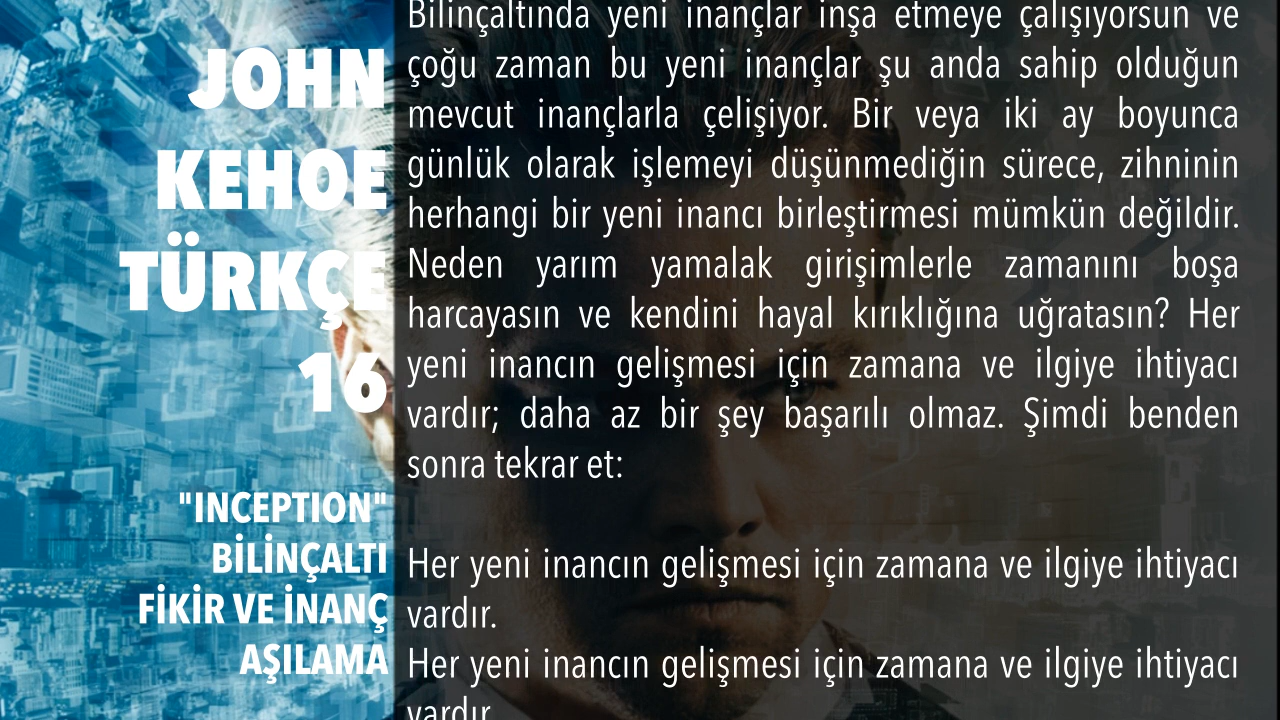 JOHN
KEHOE
TÜRKÇE
16
"INCEPTION"
BİLİNÇALTI
FİKİR VE İNANÇ
AŞILAMA
Bilinçaltında yeni inançlar inşa etmeye çalışıyorsun ve
çoğu zaman bu yeni inançlar şu anda sahip olduğun
mevcut inançlarla çelişiyor. Bir veya iki ay boyunca
günlük olarak işlemeyi düşünmediğin sürece, zihninin
herhangi bir yeni inancı birleştirmesi mümkün değildir.
Neden yarım yamalak girişimlerle zamanını boşa
harcayasın ve kendini hayal kırıklığına uğratasın? Her
yeni inancın gelişmesi için zamana ve ilgiye ihtiyacı
vardır; daha az bir şey başarılı olmaz. Şimdi benden
sonra tekrar et:
Her yeni inancın gelişmesi için zamana ve ilgiye ihtiyacı
vardır.
Her yeni inancın gelişmesi için zamana ve ilgiye ihtiyacı
vardır.